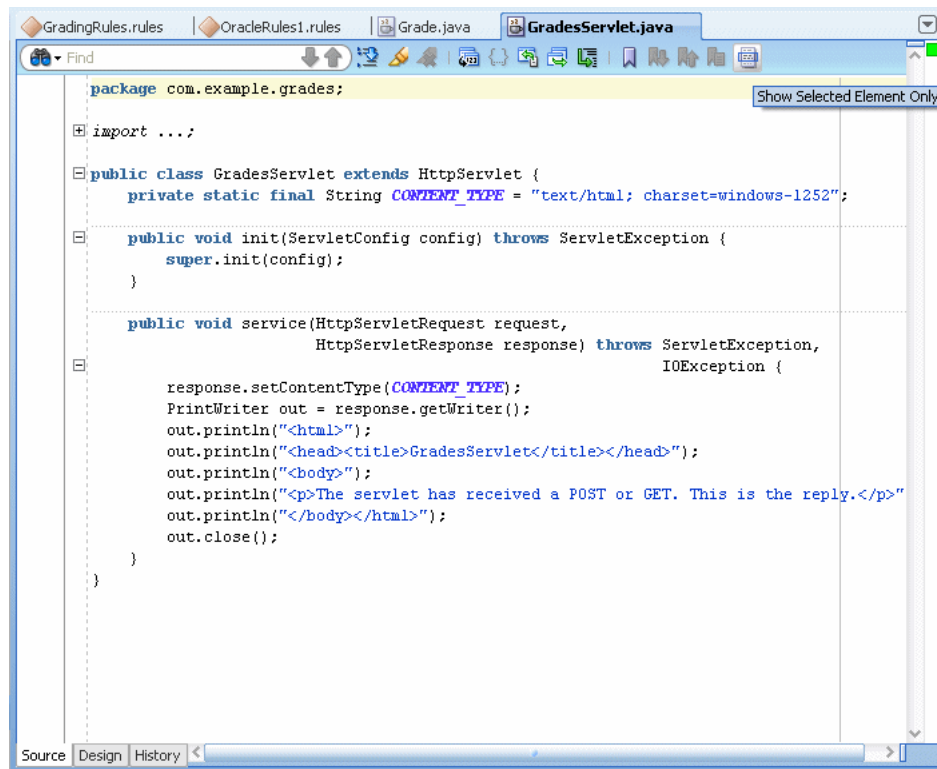 GradingRules.rules OracleRules1.rules Grade.java GradesServlet.java
Find
Show Selected Element Only
package com.example.grades;
import ...;
public class GradesServlet extends HttpServlet {
private static final String CONTENT_TYPE = "text/html; charset=windows-1252";
public void init(ServletConfig config) throws ServletException {
super.init(config);
}
public void service(HttpServletRequest request,
HttpServletResponse response) throws ServletException,
IOException {
response.setContentType(CONTENT_TYPE);
PrintWriter out = response.getWriter();
out.println("<html>");
out.println("<head><title>GradesServlet</title></head>");
out.println("<body>");
out.println("<p>The servlet has received a POST or GET. This is the reply.</p>"
out.println("</body></html>");
out.close();
}
}
Source Design History